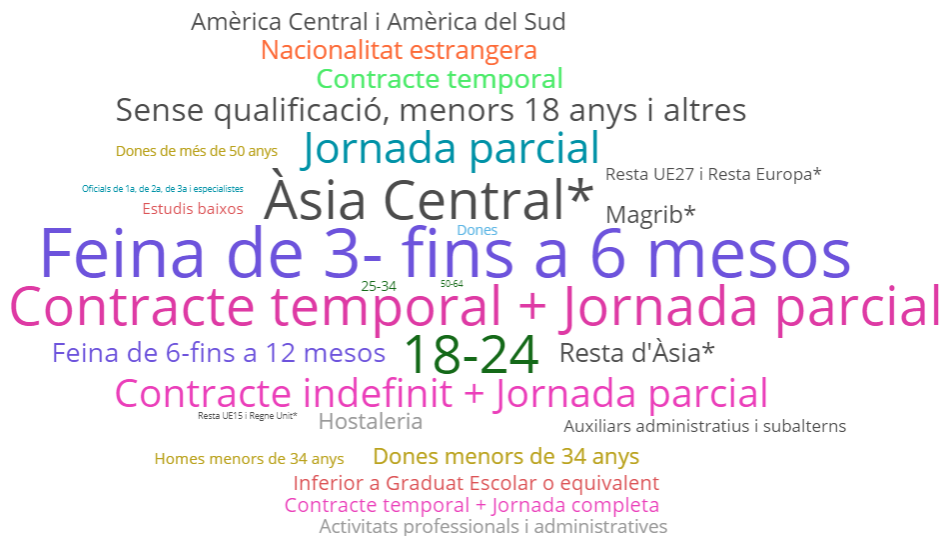 Amèrica Central i Amèrica del Sud
Nacionalitat estrangera
Contracte temporal
Sense qualificació, menors 18 anys i altres
Dones de més de 50 anys
Jornada parcial
Resta UE27 i Resta Europa*
Oficials de 1a, de 2a, de 3a i especialistes
Estudis baixos
Àsia Central*
Magrib*
Dones
Feina de 3- fins a 6 mesos
25-34
50-64
Contracte temporal + Jornada parcial
Feina de 6-fins a 12 mesos
18-24
Resta d'Àsia*
Contracte indefinit + Jornada parcial
Resta UE15 i Regne Unit*
Hostaleria
Auxiliars administratius i subalterns
Homes menors de 34 anys
Dones menors de 34 anys
Inferior a Graduat Escolar o equivalent
Contracte temporal + Jornada completa
Activitats professionals i administratives